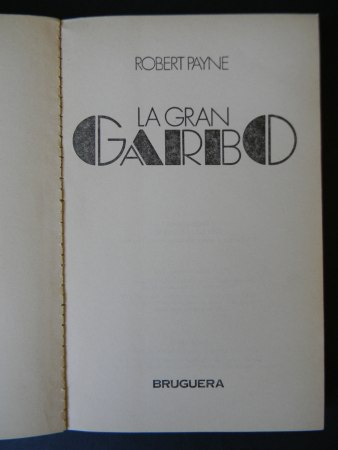 ROBERT PAYNE
LA GRAN
GARBO
BRUGUERA